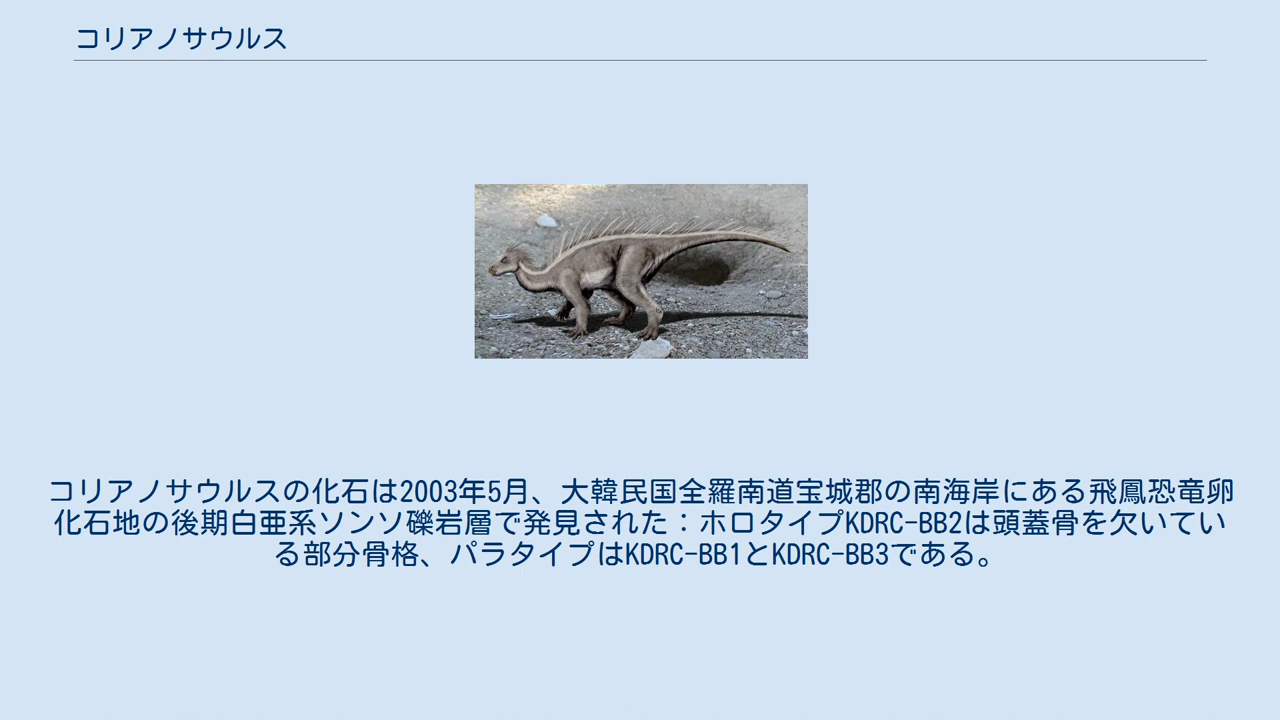 コリアノサウルス
コリアノサウルスの化石は2003年5月、大韓民国全羅南道宝城郡の南海岸にある飛鳳恐竜卵
化石地の後期白亜系ソンソ礫岩層で発見された：ホロタイプKDRC-BB2は頭蓋骨を欠いてい
る部分骨格、パラタイプはKDRC-BB1とKDRC-BB3である。